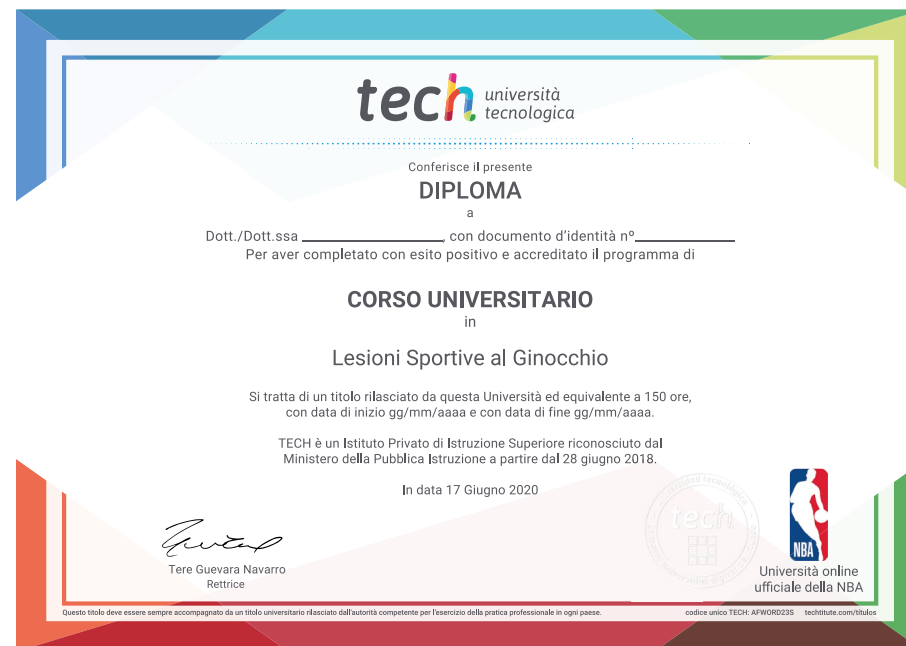 tech università
tecnologica
Conferisce il presente
DIPLOMA
a
Dott./Dott.ssa ____________________, con documento d'identità nº______________
Per aver completato con esito positivo e accreditato il programma di
CORSO UNIVERSITARIO
in
Lesioni Sportive al Ginocchio
Si tratta di un titolo rilasciato da questa Università ed equivalente a 150 ore,
con data di inizio gg/mm/aaaa e con data di fine gg/mm/aaaa.
TECH è un Istituto Privato di Istruzione Superiore riconosciuto dal
Ministero della Pubblica Istruzione a partire dal 28 giugno 2018.
In data 17 Giugno 2020
tech
Tere Guevara Navarro
Rettrice
NBA
Università online
ufficiale della NBA
Questo titolo deve essere sempre accompagnato da un titolo universitario rilasciato dall'autorità competente per l'esercizio della pratica professionale in ogni paese.
codice unico TECH: AFWORD23S techtitute.com/titulos